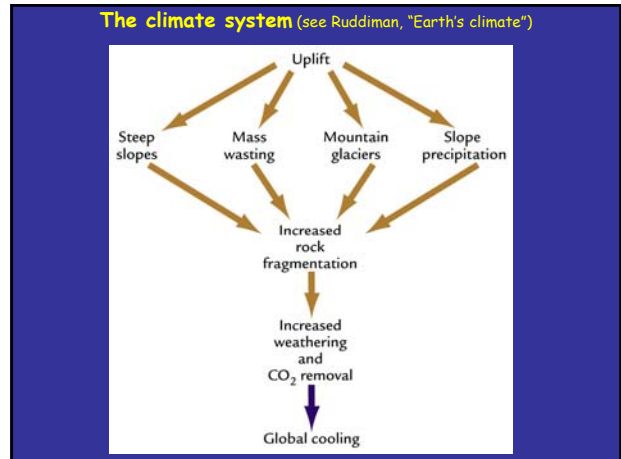 The climate system (see Ruddiman, “Earth’s climate”)
Uplift
Steep
slopes
Mass
wasting
Mountain
glaciers
Slope
precipitation
Increased
rock
fragmentation
Increased
weathering
and
CO₂ removal
Global cooling